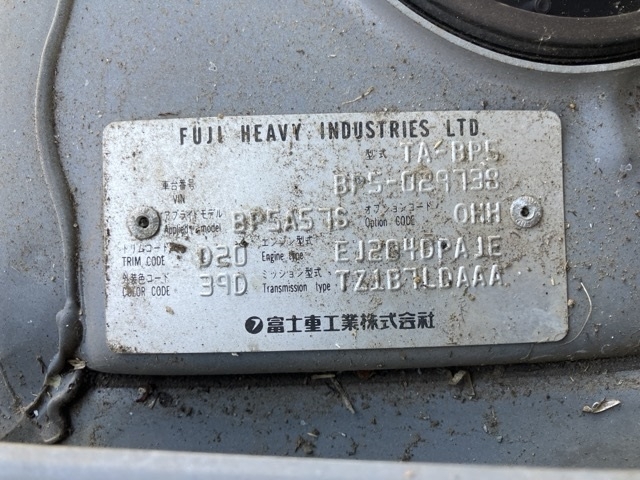 FUJI HEAVY INDUSTRIES LTD.
型式 TA-BP5
車台番号 VIN BP5-029738
アプライドモデル Applied model BP5A57S オプションコード Option CODE OHH
トリムコード TRIM CODE D20 エンジン型式 Engine type EJ204DPAJE
外装色コード COLOR CODE 39D ミッション型式 Transmission type TZ1B7LDAAA
富士重工業株式会社